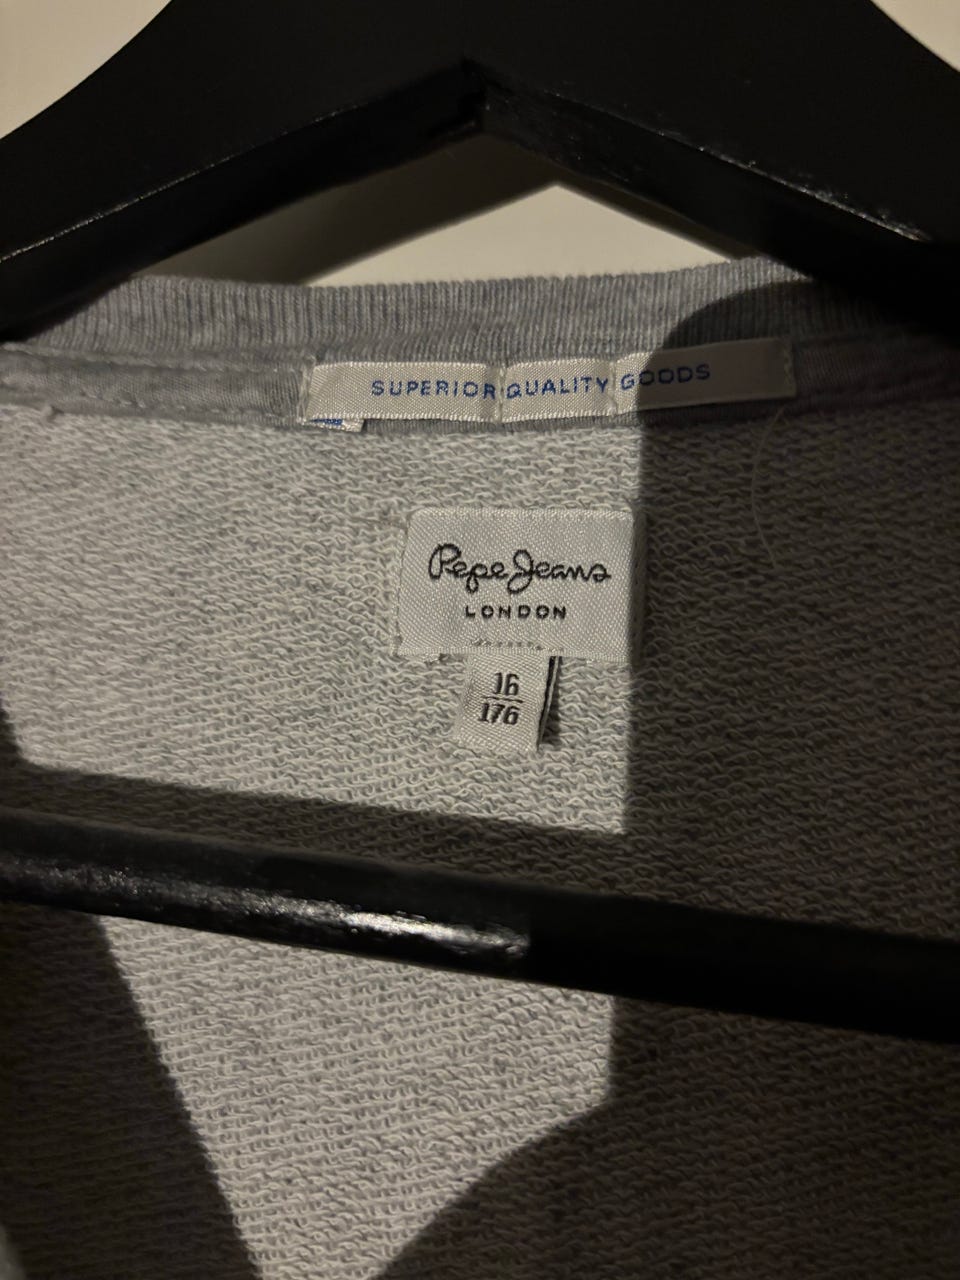 SUPERIOR QUALITY GOODS
Pepe Jeans
LONDON
16
176